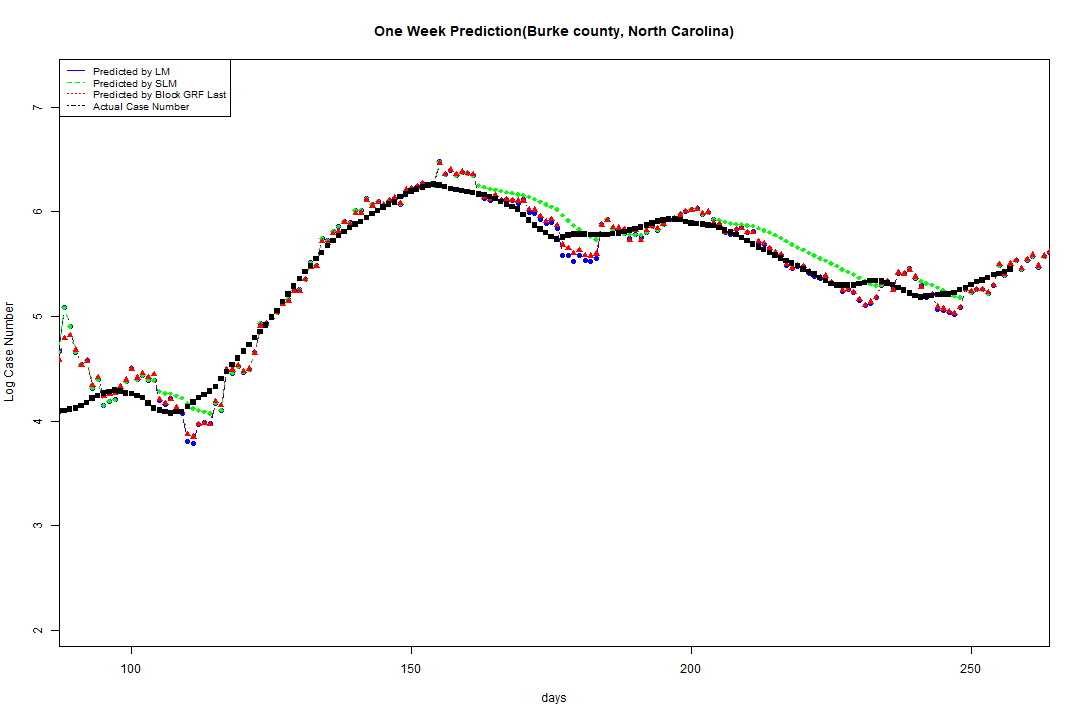 One Week Prediction(Burke county, North Carolina)
Predicted by LM
Predicted by SLM
Predicted by Block GRF Last
Actual Case Number
7
6
5
4
3
2
Log Case Number
100 150 200 250
days